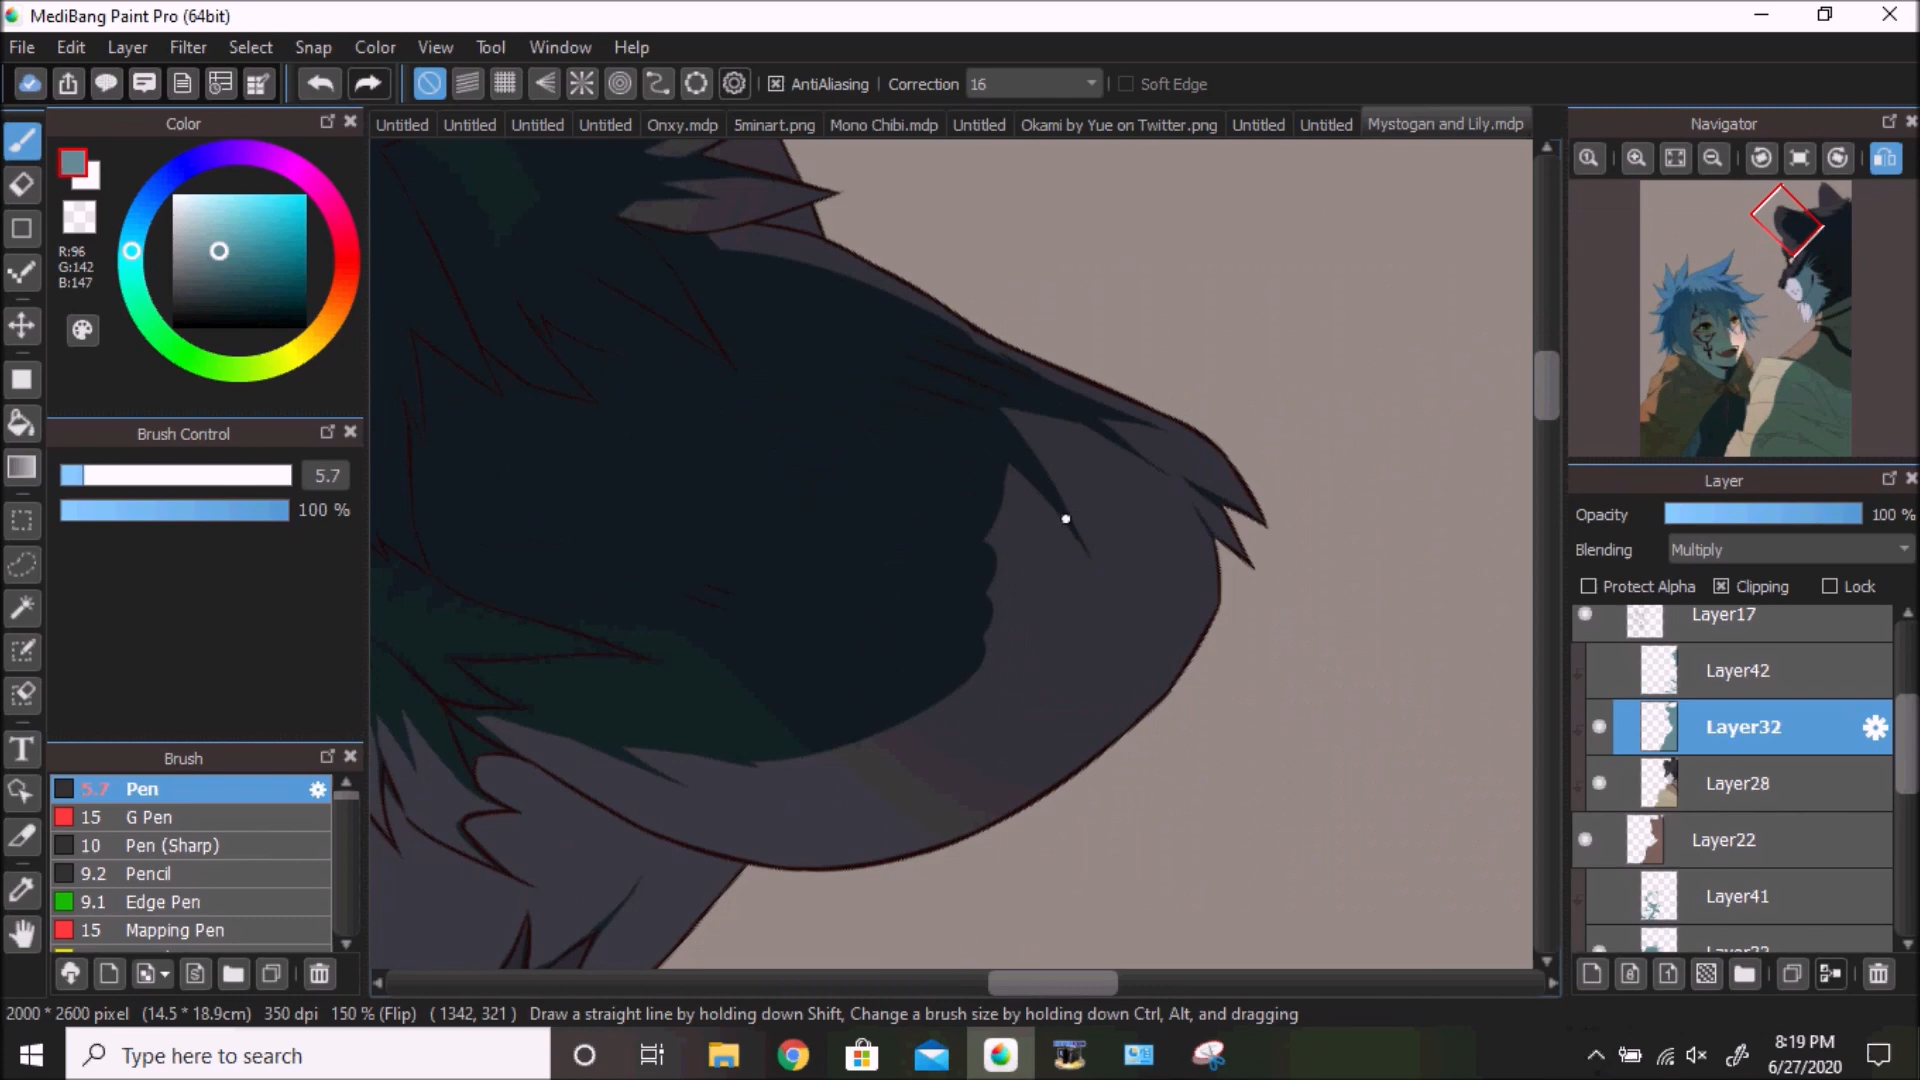 MediBang Paint Pro (64bit)
File Edit Layer Filter Select Snap Color View Tool Window Help
AntiAliasing Correction 16 Soft Edge
Color
Untitled Untitled Untitled Untitled Onxy.mdp 5minart.png Mono Chibi.mdp Untitled Okami by Yue on Twitter.png Untitled Untitled Mystogan and Lily.mdp
Navigator
R:96
G:142
B:147
Brush Control
5.7
100 %
Layer
Opacity 100 %
Blending Multiply
Protect Alpha Clipping Lock
Layer17
Layer42
Layer32
Layer28
Layer22
Layer41
Brush
5.7 Pen
15 G Pen
10 Pen (Sharp)
9.2 Pencil
9.1 Edge Pen
15 Mapping Pen
2000 * 2600 pixel (14.5 * 18.9cm) 350 dpi 150 % (Flip) ( 1342, 321 ) Draw a straight line by holding down Shift, Change a brush size by holding down Ctrl, Alt, and dragging
Type here to search
8:19 PM
6/27/2020